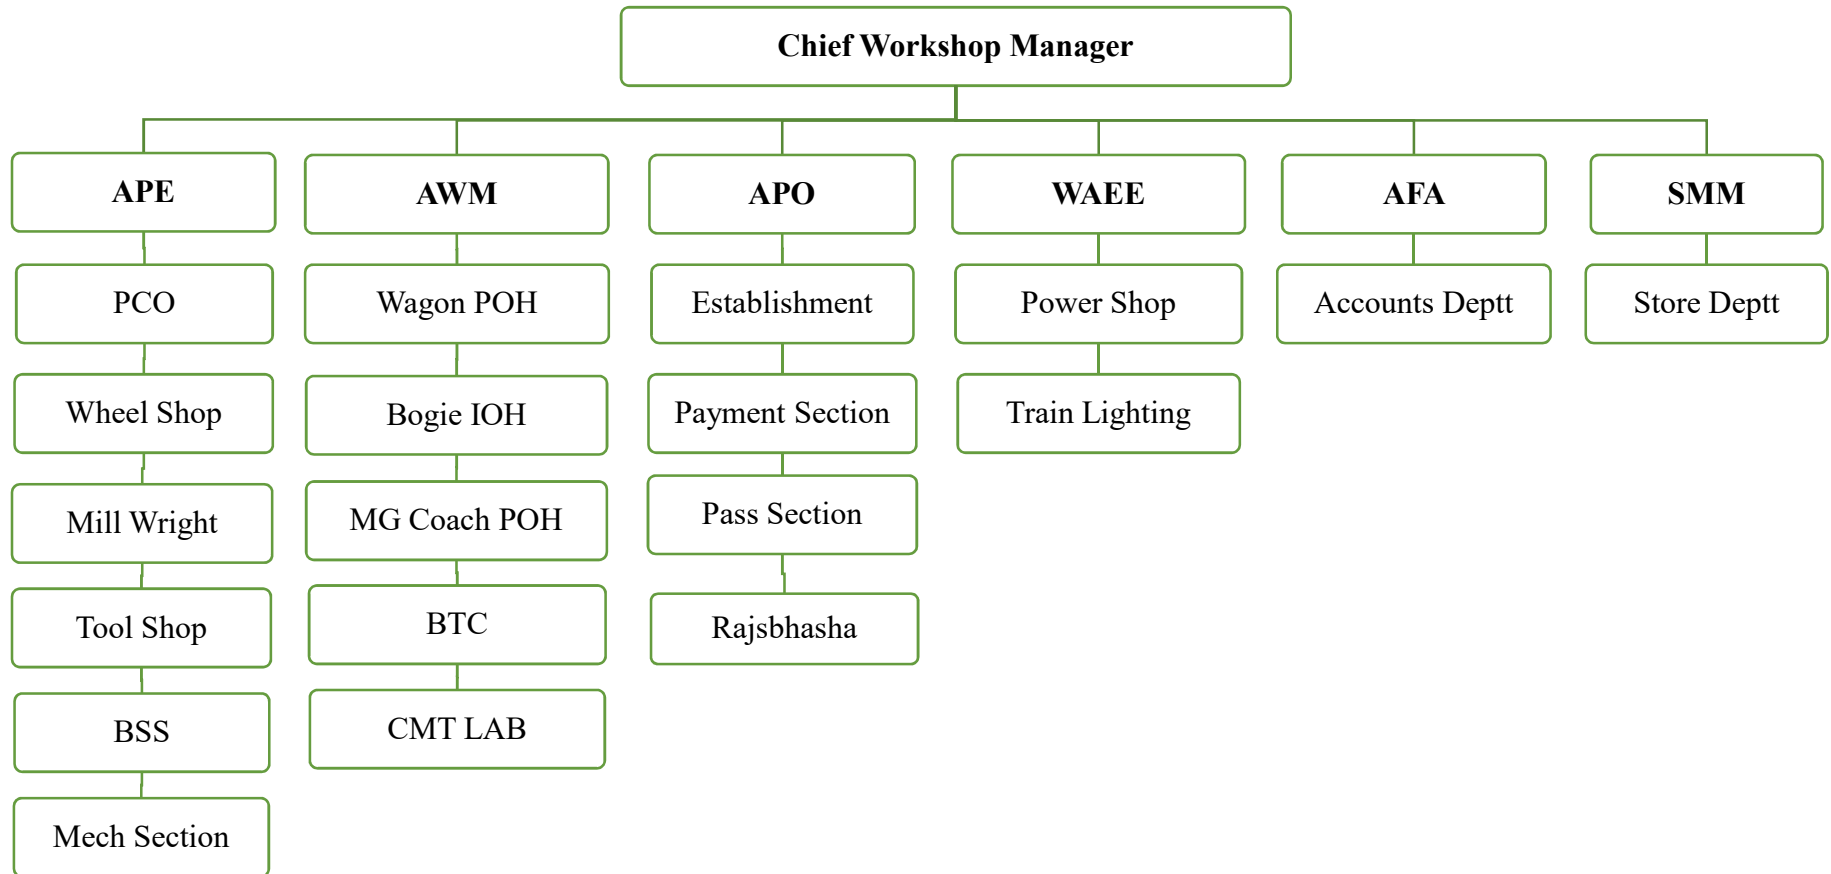 Chief Workshop Manager
APE
AWM
APO
WAEE
AFA
SMM
PCO
Wagon POH
Establishment
Power Shop
Accounts Deptt
Store Deptt
Wheel Shop
Bogie IOH
Payment Section
Train Lighting
Mill Wright
MG Coach POH
Pass Section
Tool Shop
BTC
Rajsbhasha
BSS
CMT LAB
Mech Section